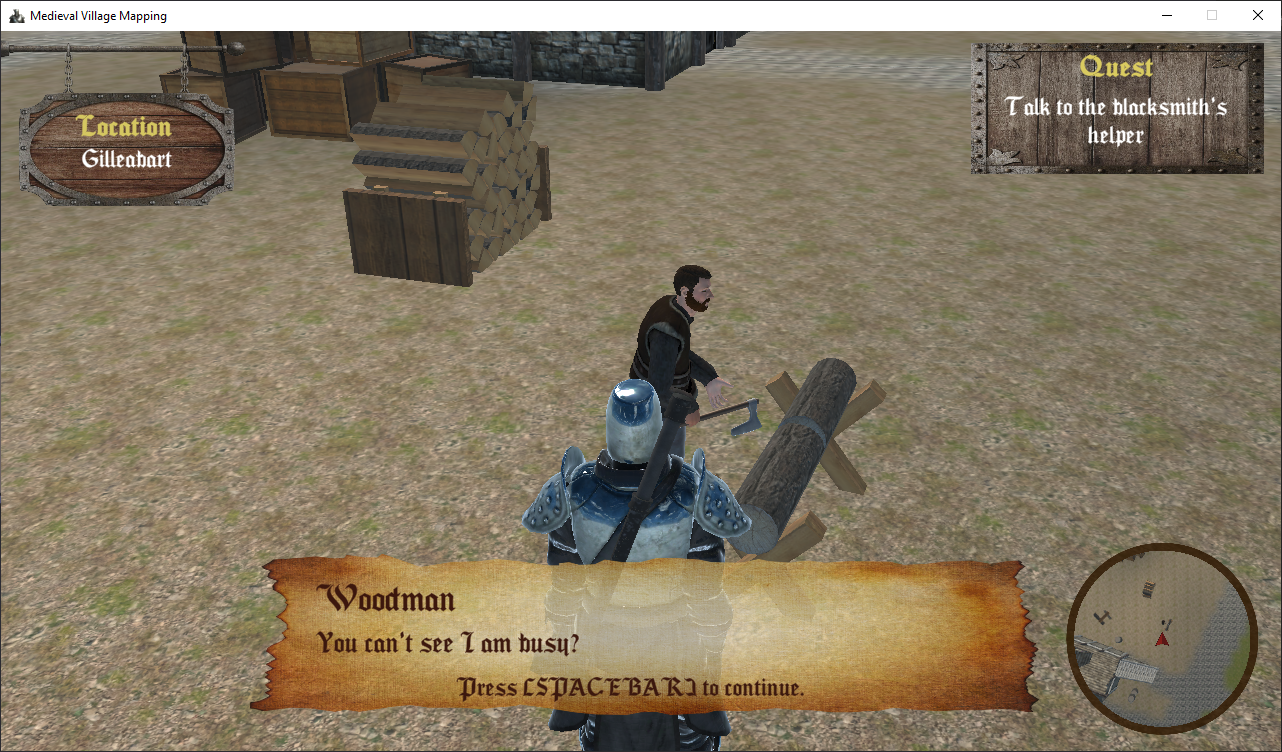 Medieval Village Mapping
Location
Gilleabart
Quest
Talk to the blacksmith's
helper
Woodman
You can't see I am busy?
Press [SPACEBAR] to continue.